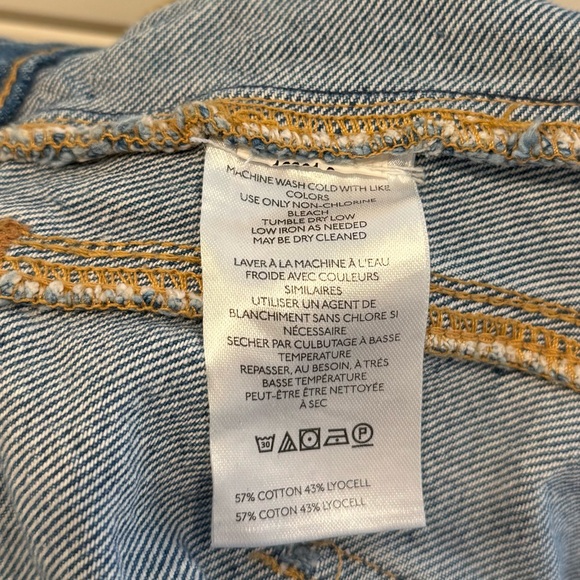 MACHINE WASH COLD WITH LIKE
COLORS
USE ONLY NON-CHLORINE
BLEACH
TUMBLE DRY LOW
LOW IRON AS NEEDED
MAY BE DRY CLEANED
LAVER À LA MACHINE À L'EAU
FROIDE AVEC COULEURS
SIMILAIRES
UTILISER UN AGENT DE
BLANCHIMENT SANS CHLORE SI
NÉCESSAIRE
SECHER PAR CULBUTAGE À BASSE
TEMPERATURE
REPASSER, AU BESOIN, À TRÉS
BASSE TEMPÉRATURE
PEUT-ÊTRE ÊTRE NETTOYÉE
À SEC
30 P
57% COTTON 43% LYOCELL
57% COTON 43% LYOCELL